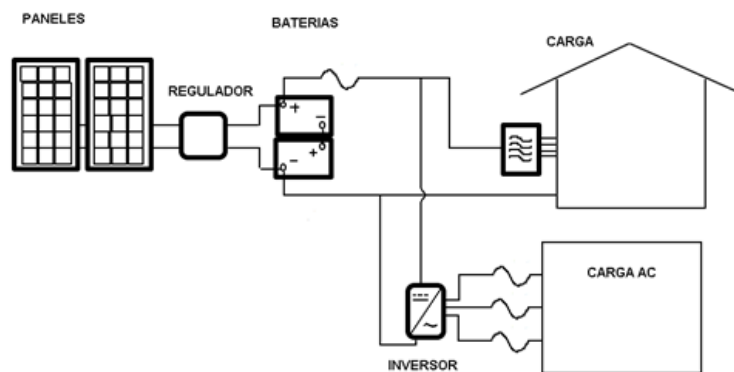 PANELES
BATERIAS
CARGA
REGULADOR
+
-
+
-
CARGA AC
INVERSOR